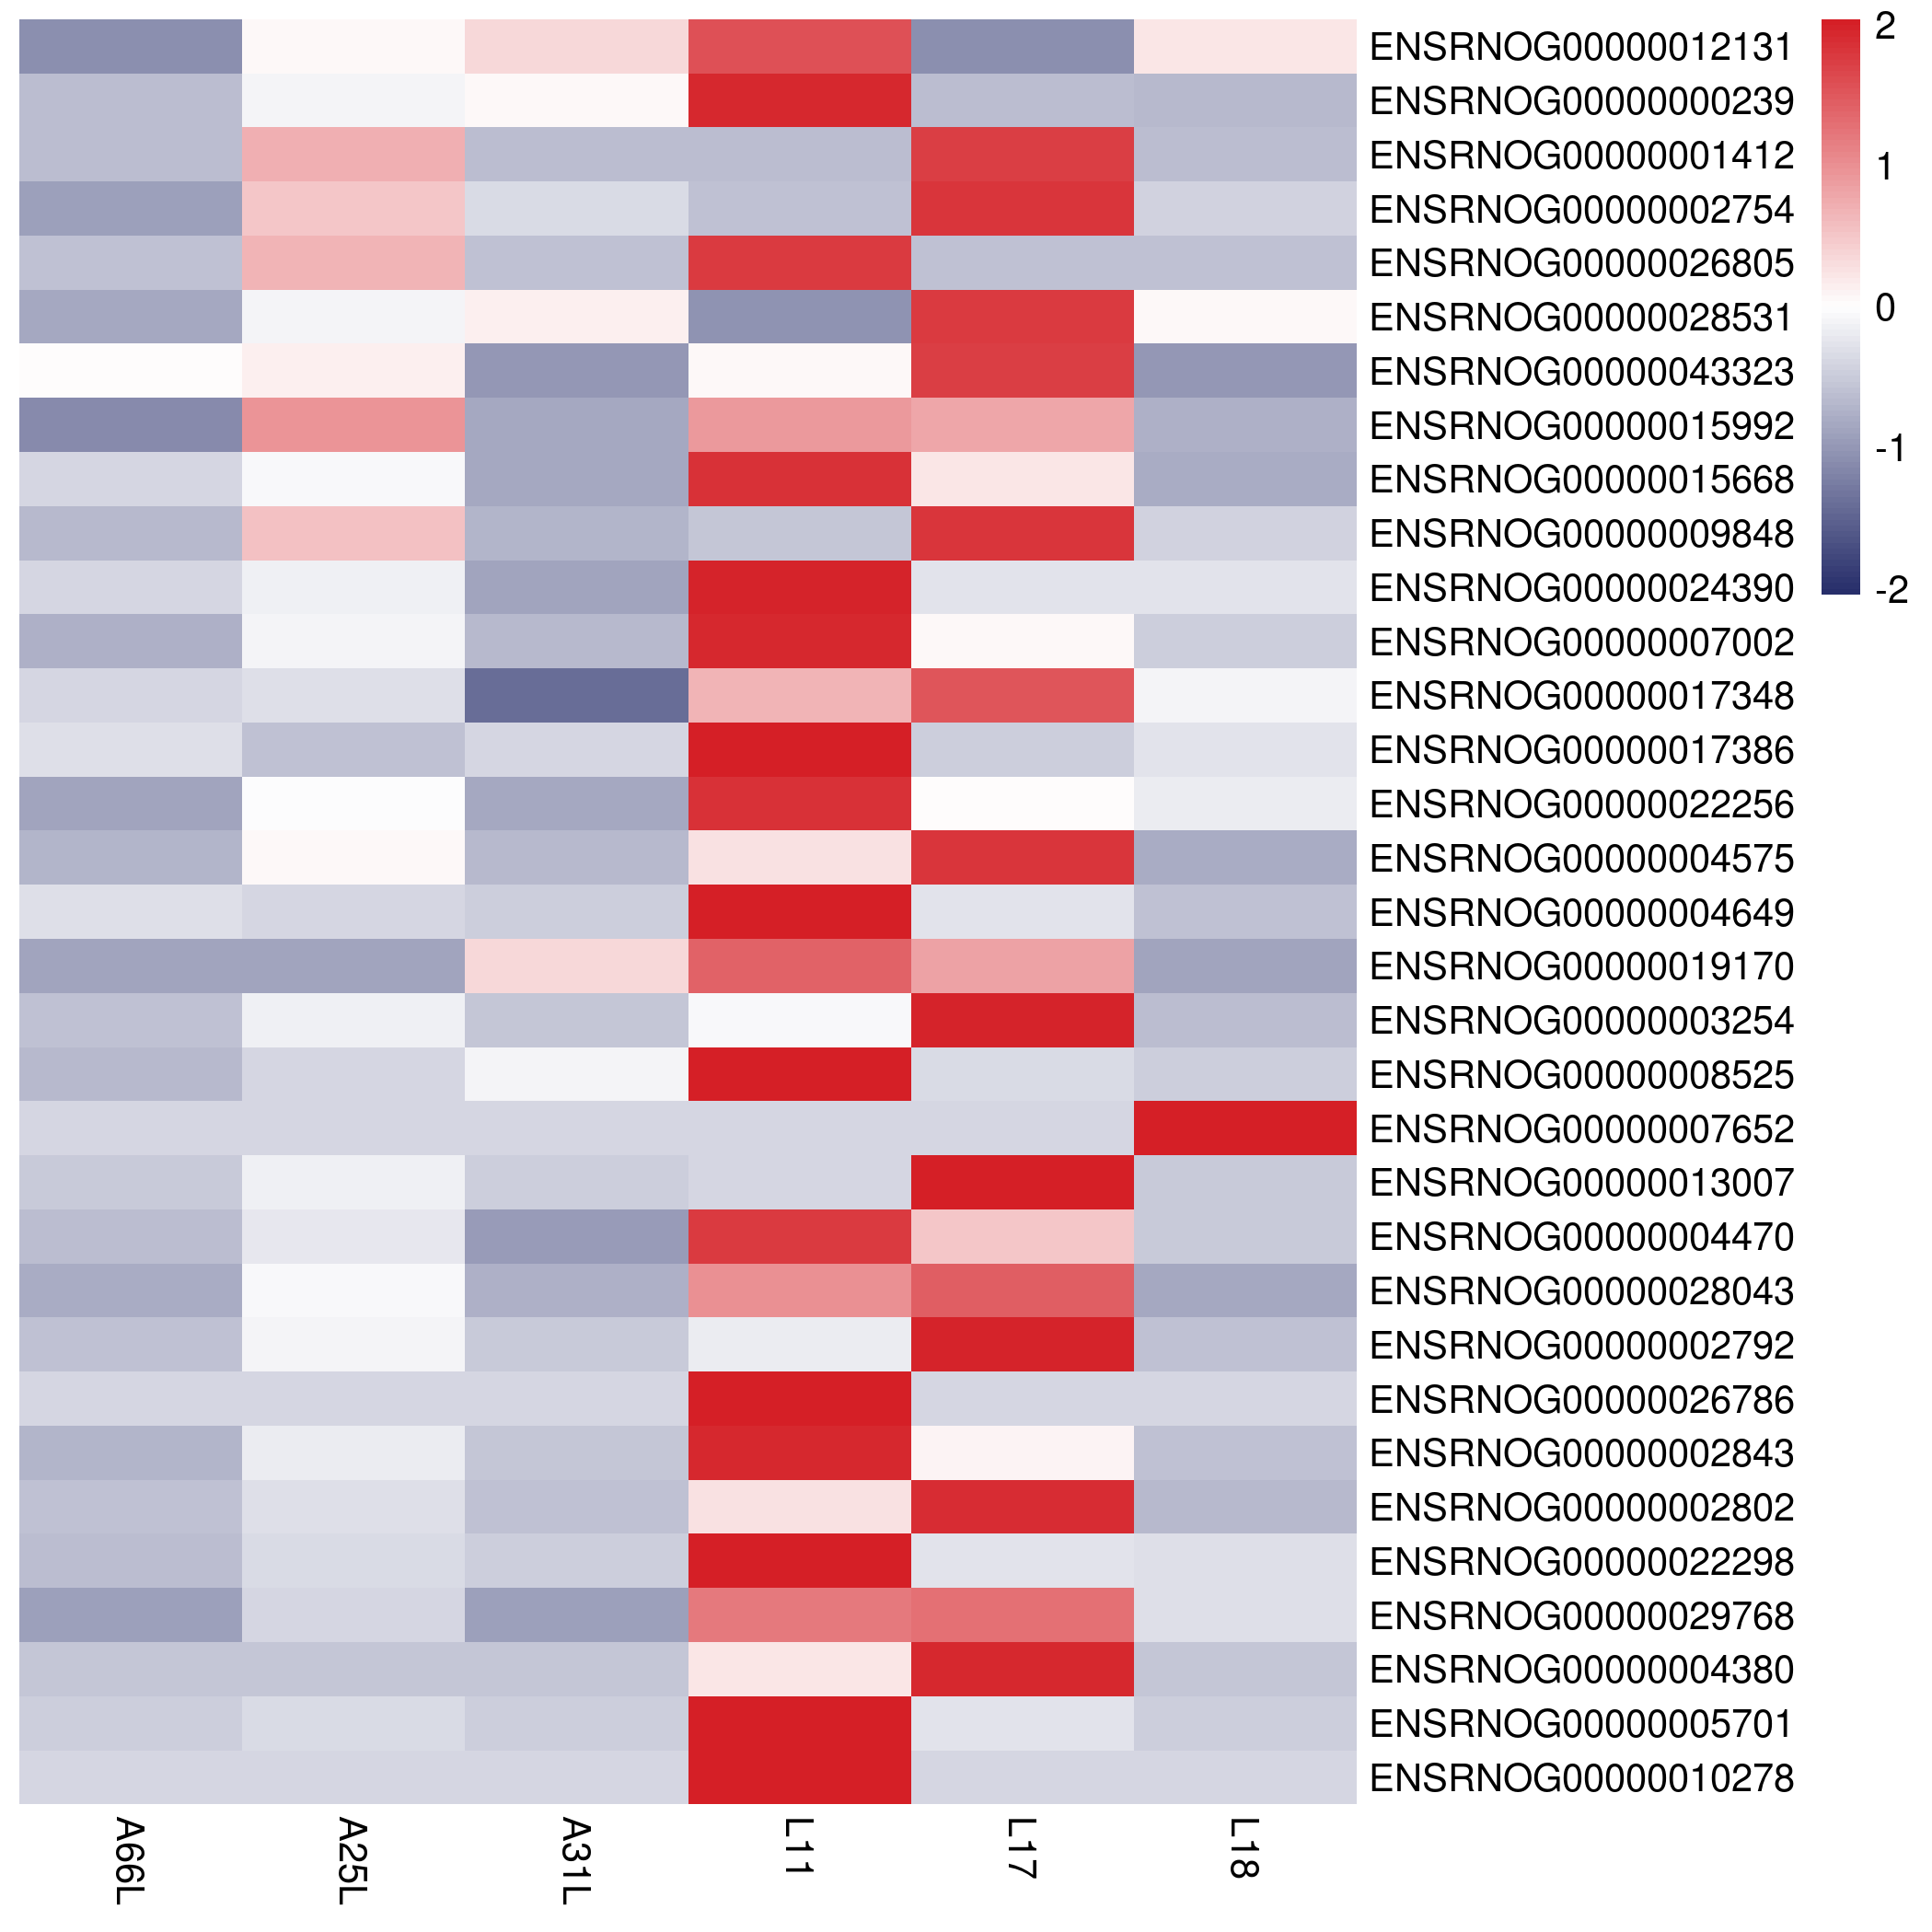 ENSRNOG00000012131
ENSRNOG00000000239
ENSRNOG00000001412
ENSRNOG00000002754
ENSRNOG00000026805
ENSRNOG00000028531
ENSRNOG00000043323
ENSRNOG00000015992
ENSRNOG00000015668
ENSRNOG00000009848
ENSRNOG00000024390
ENSRNOG00000007002
ENSRNOG00000017348
ENSRNOG00000017386
ENSRNOG00000022256
ENSRNOG00000004575
ENSRNOG00000004649
ENSRNOG00000019170
ENSRNOG00000003254
ENSRNOG00000008525
ENSRNOG00000007652
ENSRNOG00000013007
ENSRNOG00000004470
ENSRNOG00000028043
ENSRNOG00000002792
ENSRNOG00000026786
ENSRNOG00000002843
ENSRNOG00000002802
ENSRNOG00000022298
ENSRNOG00000029768
ENSRNOG00000004380
ENSRNOG00000005701
ENSRNOG00000010278
2
1
0
-1
-2
A66L
A25L
A31L
L11
L17
L18